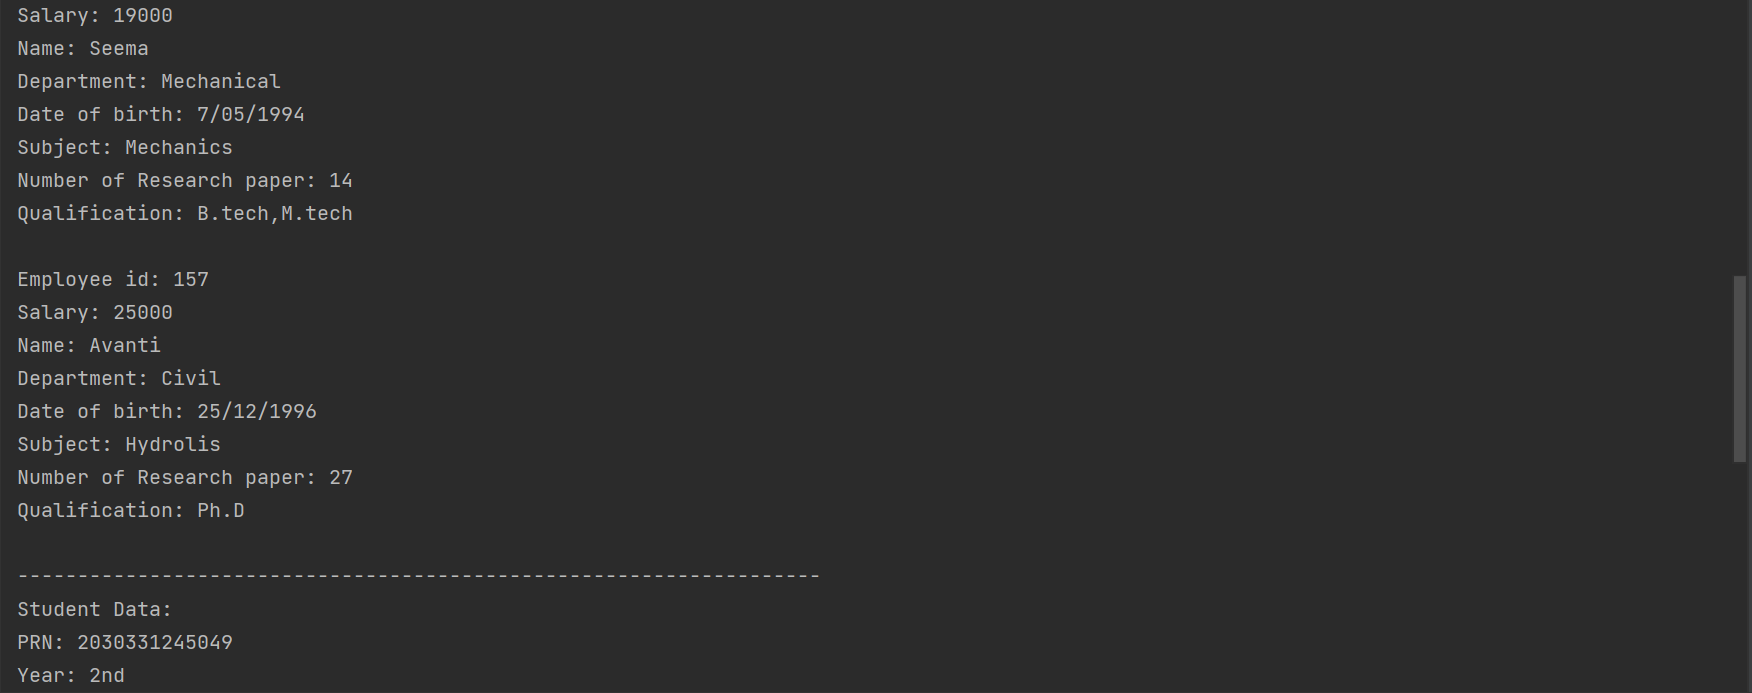 Salary: 19000
Name: Seema
Department: Mechanical
Date of birth: 7/05/1994
Subject: Mechanics
Number of Research paper: 14
Qualification: B.tech,M.tech
Employee id: 157
Salary: 25000
Name: Avanti
Department: Civil
Date of birth: 25/12/1996
Subject: Hydrolis
Number of Research paper: 27
Qualification: Ph.D
-------------------------------------------------------------------
Student Data:
PRN: 2030331245049
Year: 2nd